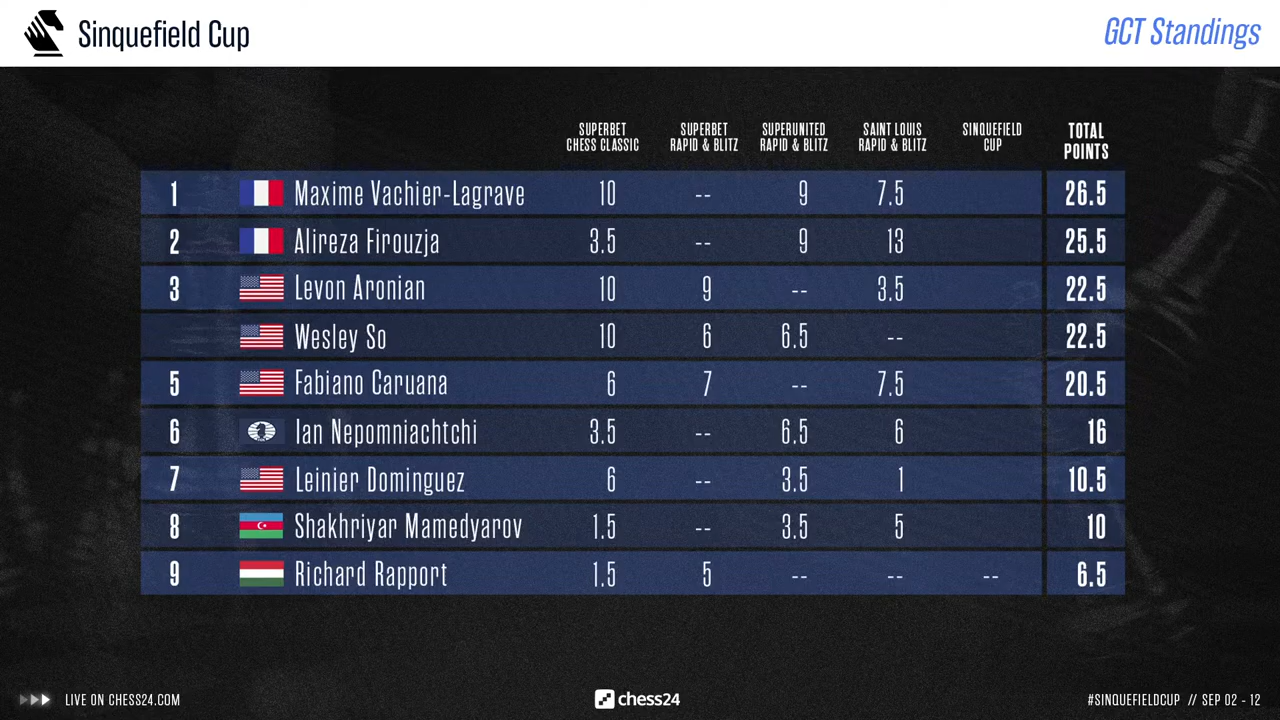 Sinquefield Cup
GCT Standings
SUPERBET CHESS CLASSIC
SUPERBET RAPID & BLITZ
SUPERUNITED RAPID & BLITZ
SAINT LOUIS RAPID & BLITZ
SINQUEFIELD CUP
TOTAL POINTS
1 Maxime Vachier-Lagrave 10 -- 9 7.5 26.5
2 Alireza Firouzja 3.5 -- 9 13 25.5
3 Levon Aronian 10 9 -- 3.5 22.5
Wesley So 10 6 6.5 -- 22.5
5 Fabiano Caruana 6 7 -- 7.5 20.5
6 Ian Nepomniachtchi 3.5 -- 6.5 6 16
7 Leinier Dominguez 6 -- 3.5 1 10.5
8 Shakhriyar Mamedyarov 1.5 -- 3.5 5 10
9 Richard Rapport 1.5 5 -- -- -- 6.5
LIVE ON CHESS24.COM
chess24
#SINQUEFIELDCUP // SEP 02 - 12